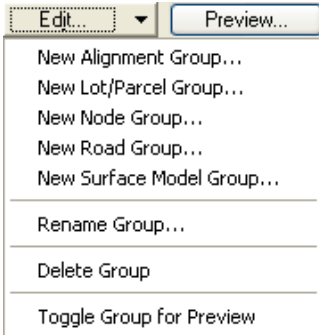 Edit... Preview...
New Alignment Group...
New Lot/Parcel Group...
New Node Group...
New Road Group...
New Surface Model Group...
Rename Group...
Delete Group
Toggle Group for Preview